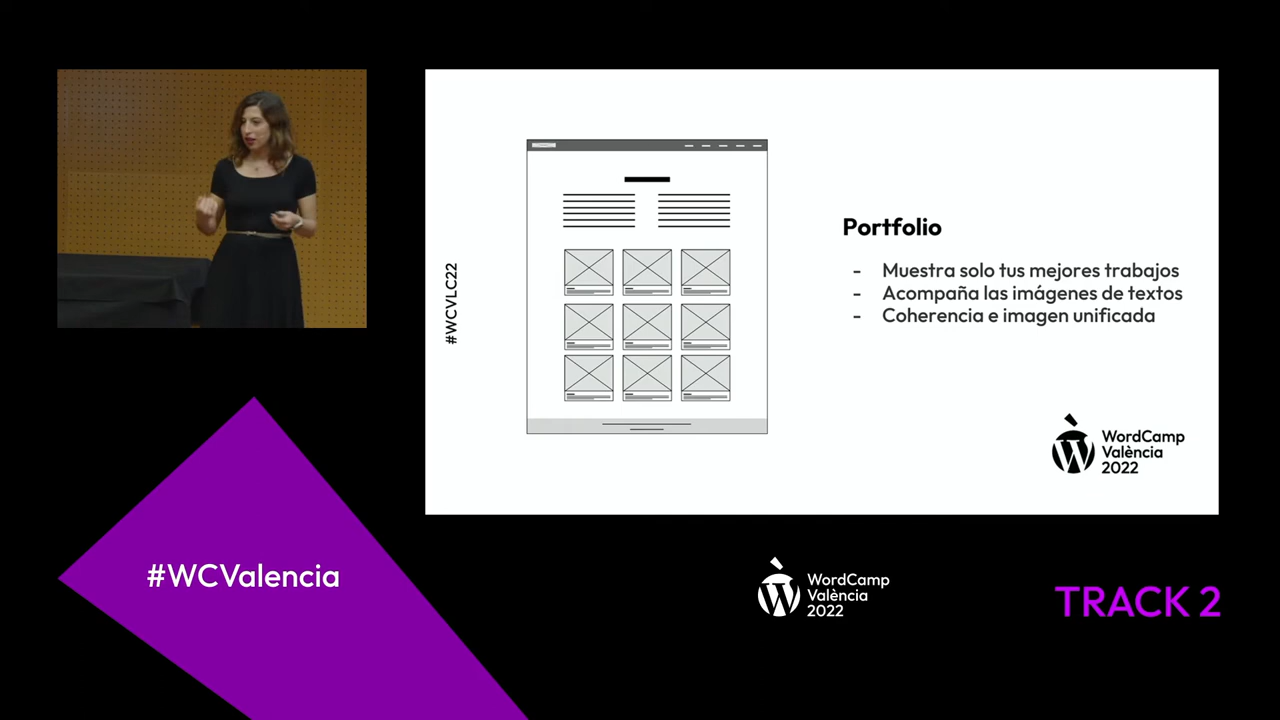 #WCVLC22
Portfolio
- Muestra solo tus mejores trabajos
- Acompaña las imágenes de textos
- Coherencia e imagen unificada
WordCamp
València
2022
#WCValencia
WordCamp
València
2022
TRACK 2